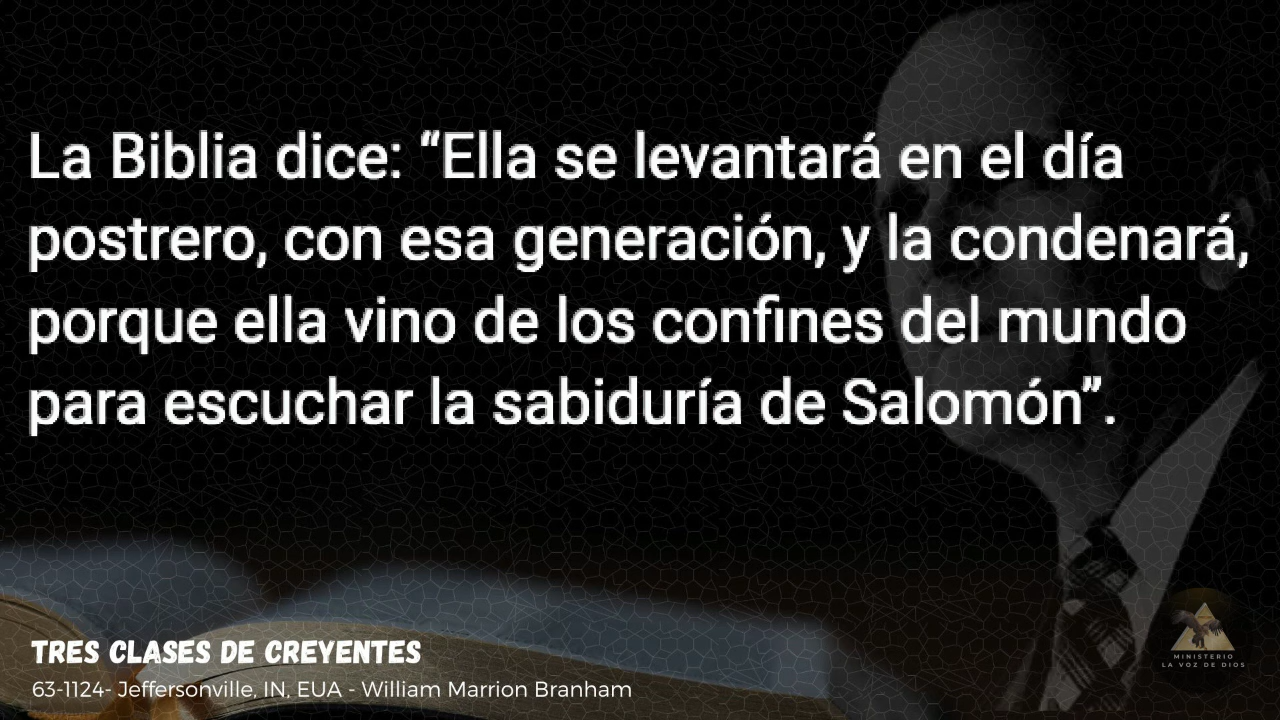 La Biblia dice: “Ella se levantará en el día
postrero, con esa generación, y la condenará,
porque ella vino de los confines del mundo
para escuchar la sabiduría de Salomón”.
TRES CLASES DE CREYENTES
63-1124- Jeffersonville, IN, EUA - William Marrion Branham
MINISTERIO
LA VOZ DE DIOS